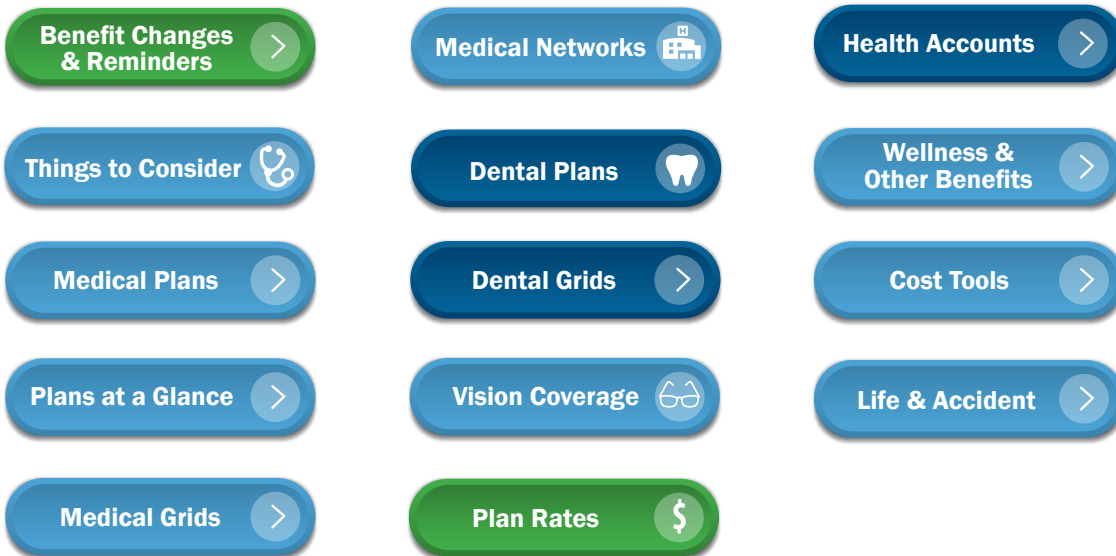 Benefit Changes
& Reminders
Things to Consider
Medical Plans
Plans at a Glance
Medical Grids
Medical Networks
H
Dental Plans
Dental Grids
Vision Coverage
Plan Rates
$
Health Accounts
Wellness &
Other Benefits
Cost Tools
Life & Accident